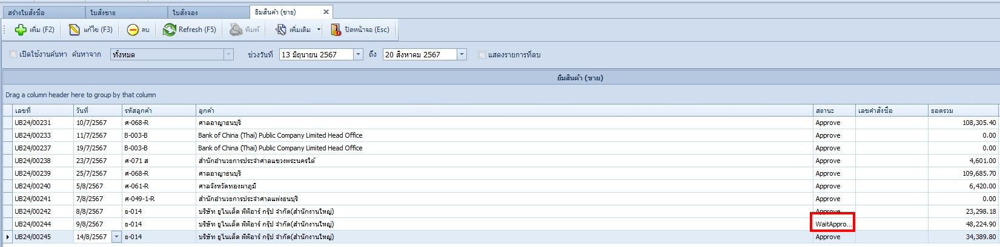 สร้างใบสั่งซื้อ ใบสั่งขาย ใบสั่งจอง ยืมสินค้า (ขาย)
เพิ่ม (F2) แก้ไข (F3) ลบ Refresh (F5) พิมพ์ เพิ่มเติม ปิดหน้าจอ (Esc)
เปิดใช้งานค้นหา ค้นหาจาก ทั้งหมด ช่วงวันที่ 13 มิถุนายน 2567 ถึง 20 สิงหาคม 2567 แสดงรายการที่ลบ
ยืมสินค้า (ขาย)
Drag a column header here to group by that column
เลขที่ วันที่ รหัสลูกค้า ลูกค้า สถานะ เลขคำสั่งซื้อ ยอดรวม
UB24/00231 10/7/2567 ศ-068-R ศาลอาญาธนบุรี Approve 108,305.40
UB24/00233 11/7/2567 B-003-B Bank of China (Thai) Public Company Limited Head Office Approve 0.00
UB24/00237 19/7/2567 B-003-B Bank of China (Thai) Public Company Limited Head Office Approve 0.00
UB24/00238 23/7/2567 ศ-071 ส สำนักอำนวยการประจำศาลแขวงพระนครใต้ Approve 4,601.00
UB24/00239 25/7/2567 ศ-068-R ศาลอาญาธนบุรี Approve 109,685.70
UB24/00240 5/8/2567 ศ-061-R ศาลจังหวัดทองผาภูมิ Approve 6,420.00
UB24/00241 7/8/2567 ศ-049-1-R สำนักอำนวยการประจำศาลแพ่งธนบุรี Approve 0.00
UB24/00242 8/8/2567 ย-014 บริษัท ยูไนเต็ด พีพีอาร์ กรุ๊ป จำกัด(สำนักงานใหญ่) Approve 23,298.18
UB24/00244 9/8/2567 ย-014 บริษัท ยูไนเต็ด พีพีอาร์ กรุ๊ป จำกัด(สำนักงานใหญ่) WaitAppro... 48,224.90
UB24/00245 14/8/2567 ย-014 บริษัท ยูไนเต็ด พีพีอาร์ กรุ๊ป จำกัด(สำนักงานใหญ่) Approve 34,389.80